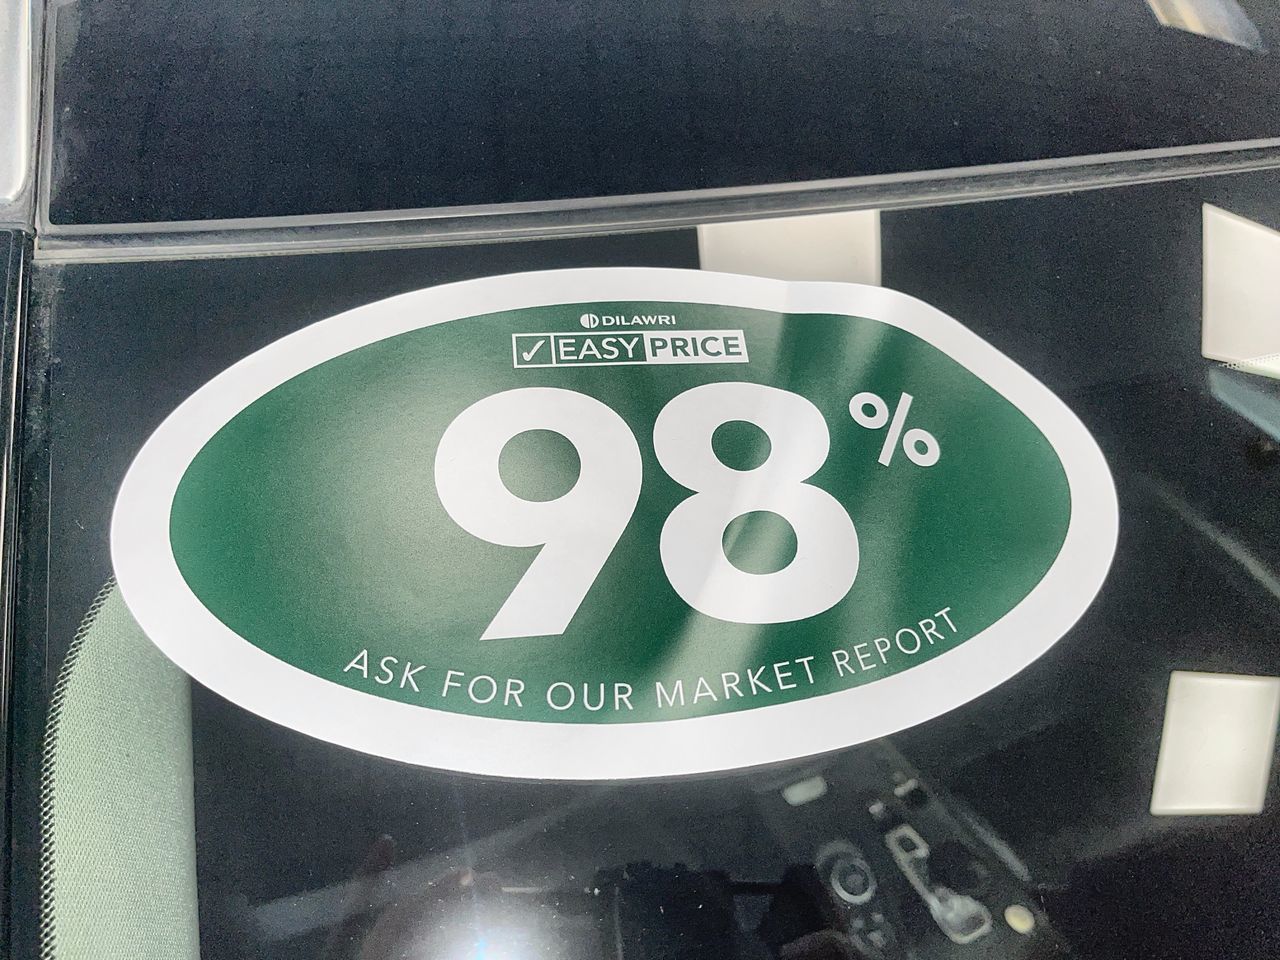 DILAWRI
✓ EASY PRICE
98%
ASK FOR OUR MARKET REPORT